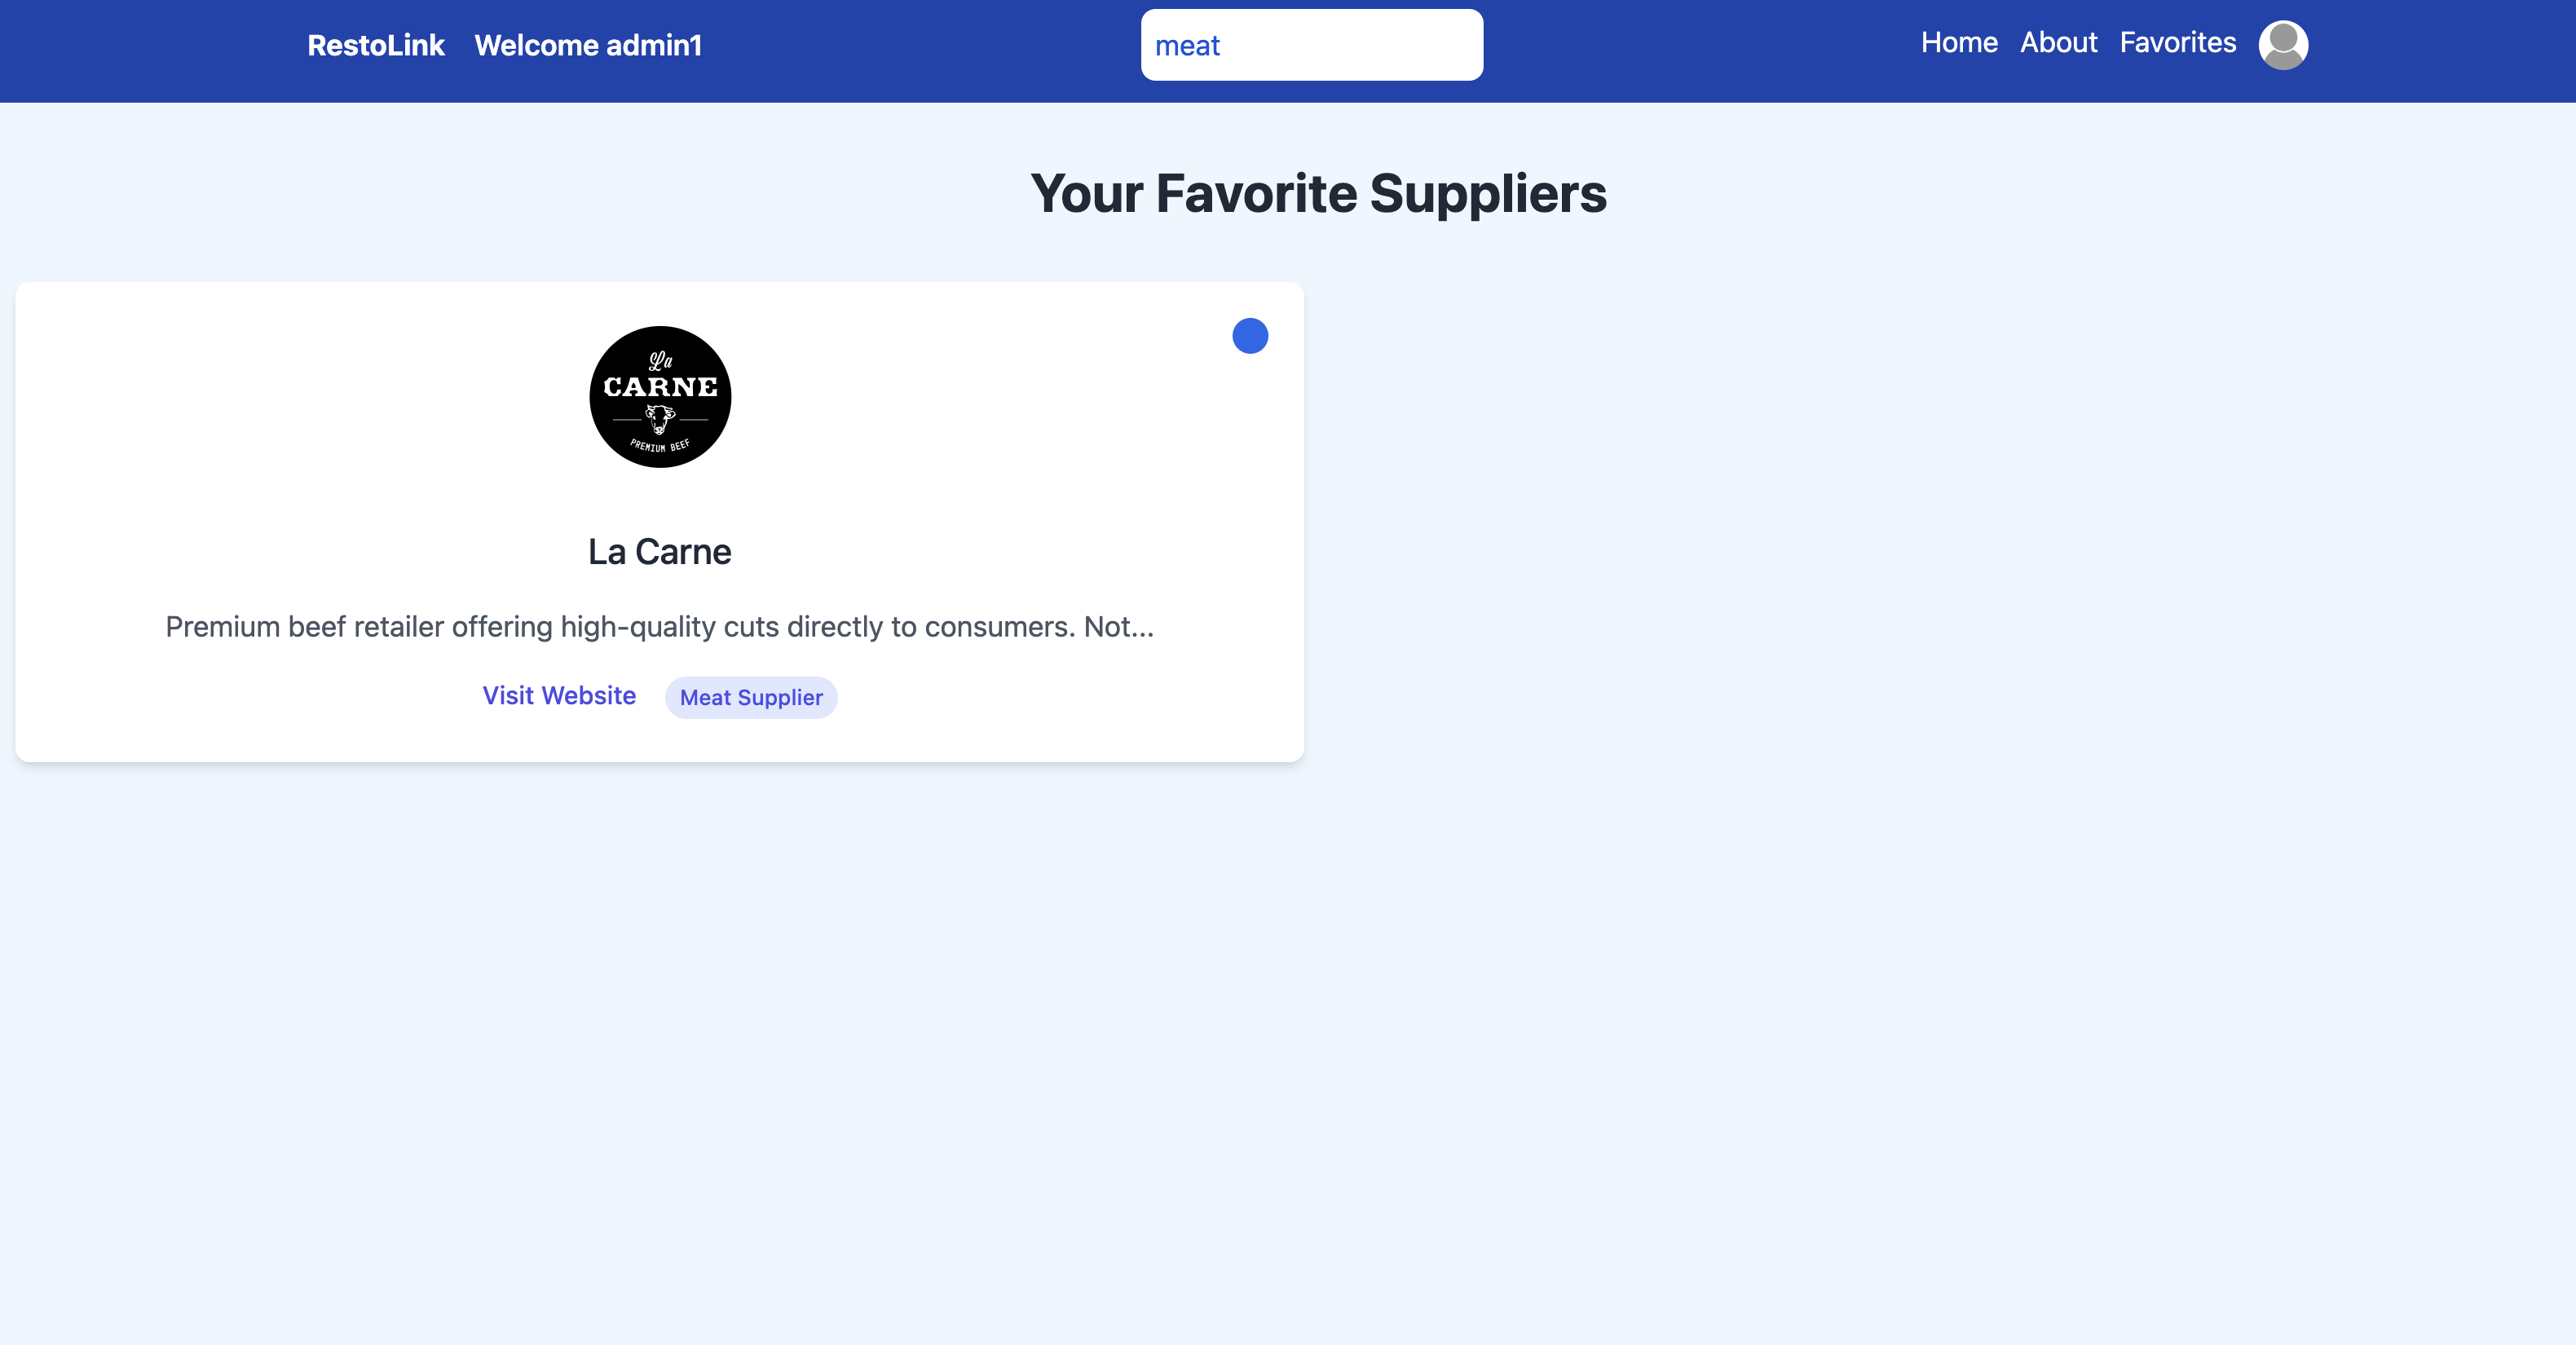 RestoLink Welcome admin1
meat
Home About Favorites
Your Favorite Suppliers
La
CARNE
PREMIUM BEEF
La Carne
Premium beef retailer offering high-quality cuts directly to consumers. Not...
Visit Website Meat Supplier